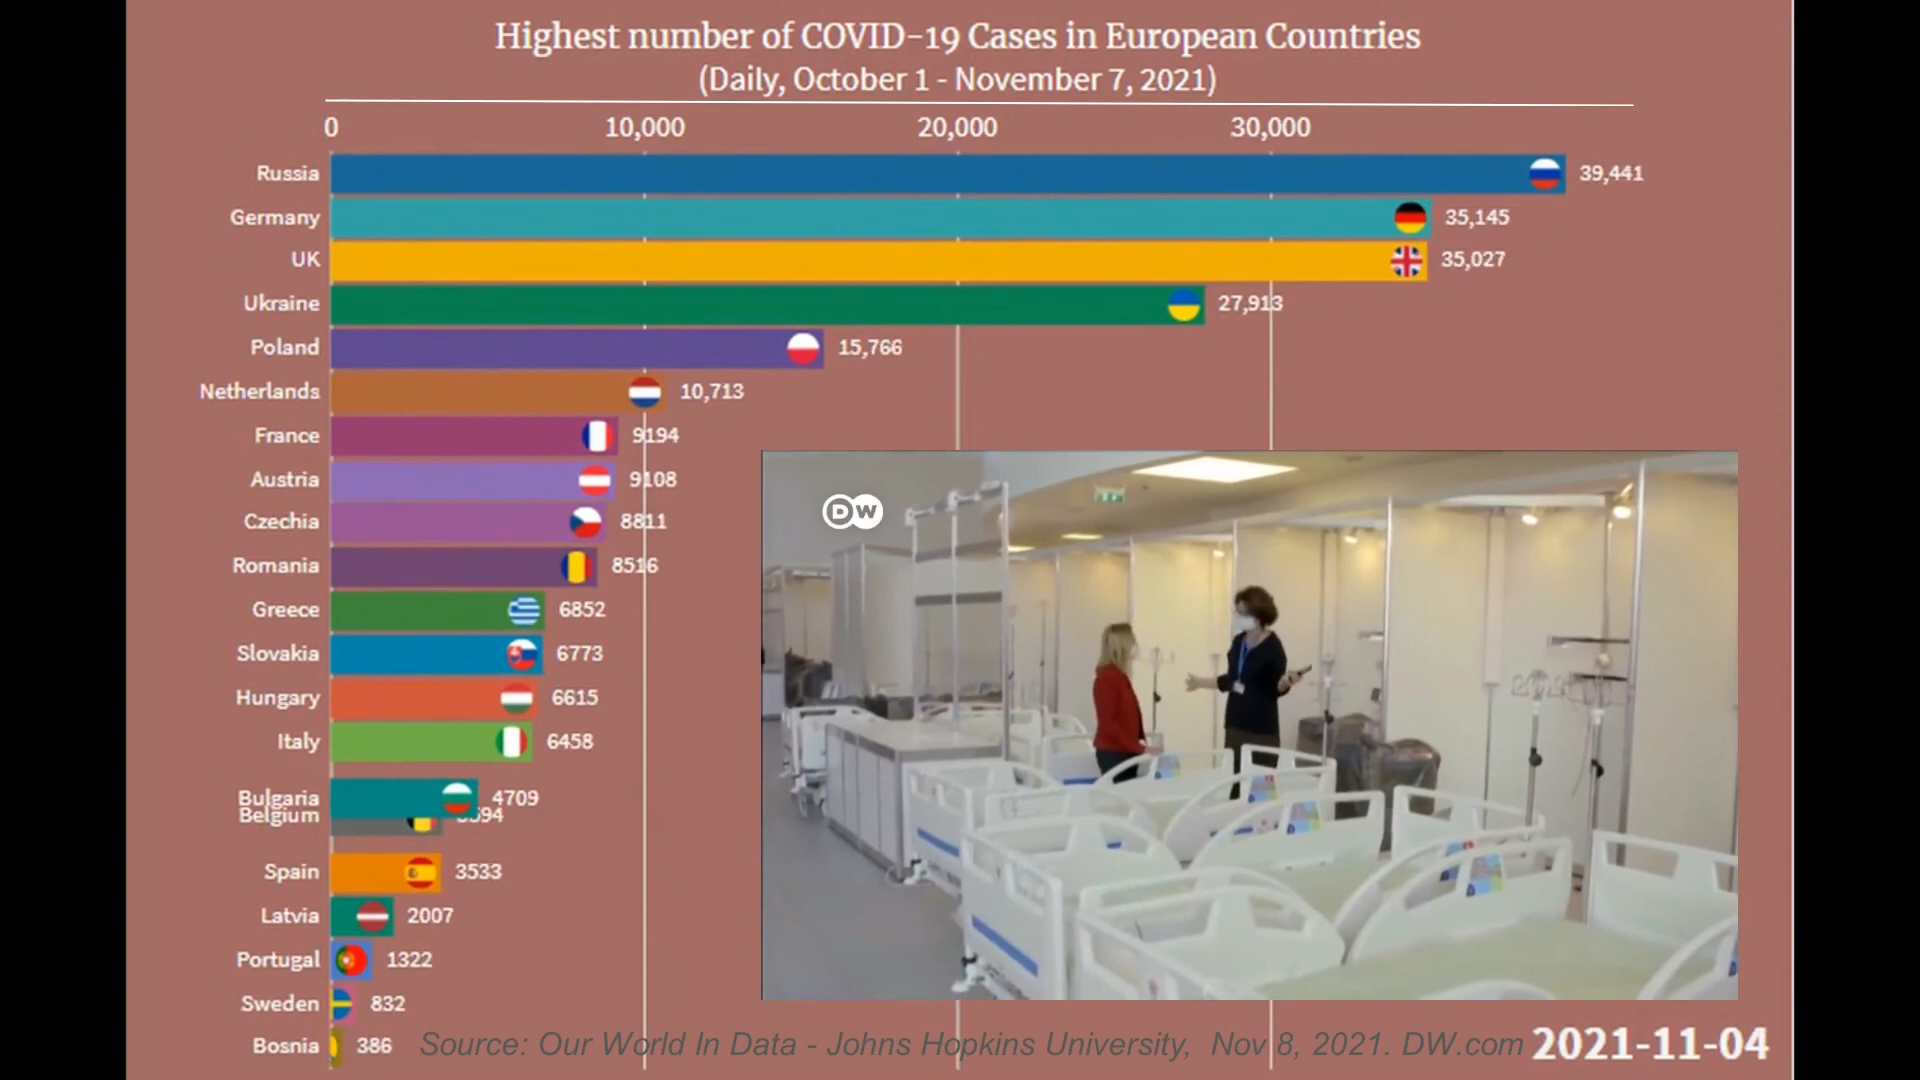 Highest number of COVID-19 Cases in European Countries
(Daily, October 1 - November 7, 2021)
0 10,000 20,000 30,000
Russia 39,441
Germany 35,145
UK 35,027
Ukraine 27,913
Poland 15,766
Netherlands 10,713
France 9194
Austria 9108
Czechia 8811
Romania 8516
Greece 6852
Slovakia 6773
Hungary 6615
Italy 6458
Bulgaria 4709
Belgium
Spain 3533
Latvia 2007
Portugal 1322
Sweden 832
Bosnia 386
DW
Source: Our World In Data - Johns Hopkins University, Nov 8, 2021. DW.com
2021-11-04